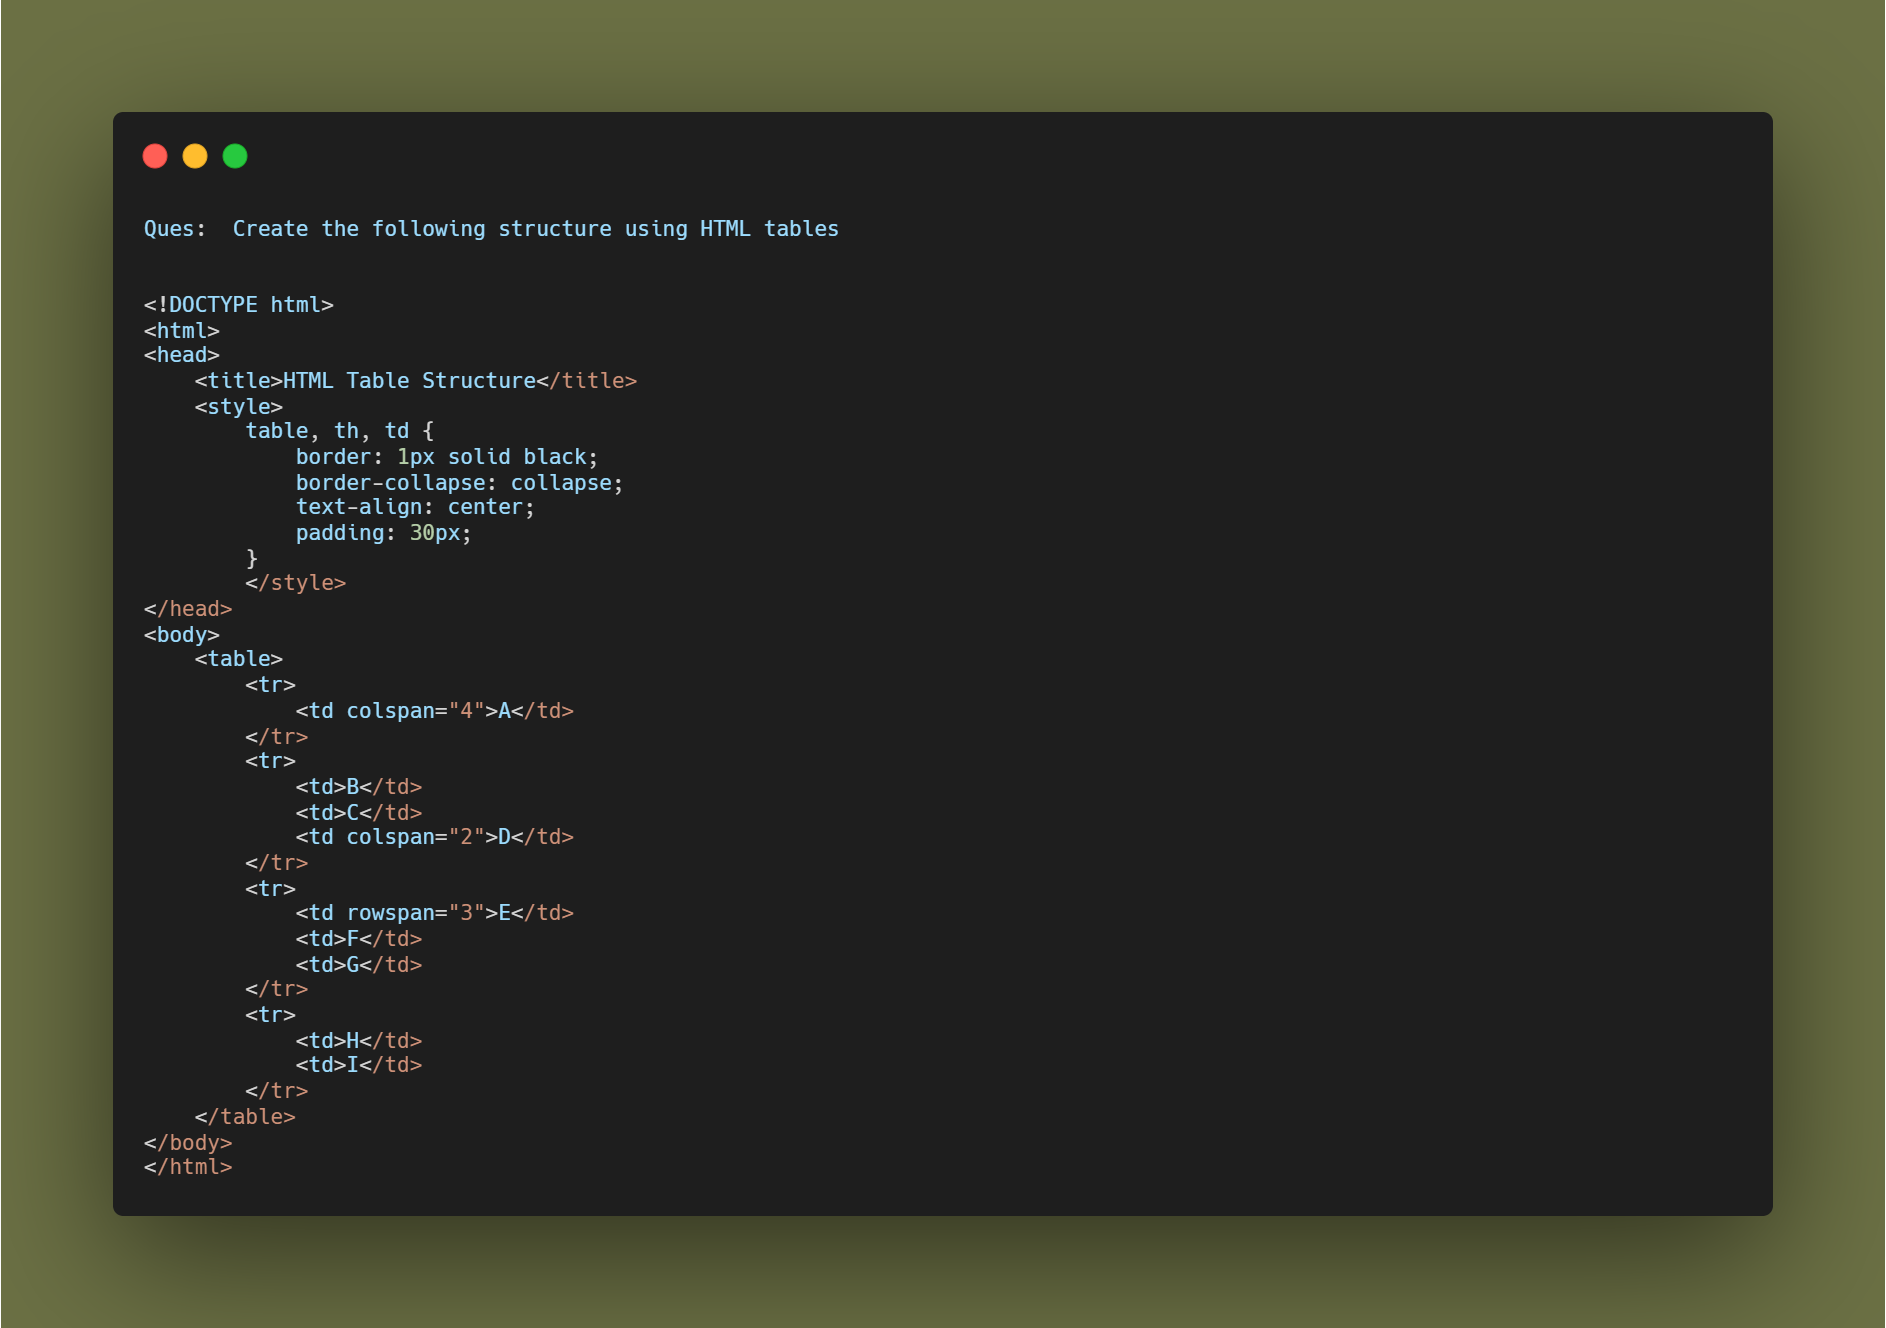 Ques:  Create the following structure using HTML tables
<!DOCTYPE html>
<html>
<head>
    <title>HTML Table Structure</title>
    <style>
        table, th, td {
            border: 1px solid black;
            border-collapse: collapse;
            text-align: center;
            padding: 30px;
        }
        </style>
</head>
<body>
    <table>
        <tr>
            <td colspan="4">A</td>
        </tr>
        <tr>
            <td>B</td>
            <td>C</td>
            <td colspan="2">D</td>
        </tr>
        <tr>
            <td rowspan="3">E</td>
            <td>F</td>
            <td>G</td>
        </tr>
        <tr>
            <td>H</td>
            <td>I</td>
        </tr>
    </table>
</body>
</html>